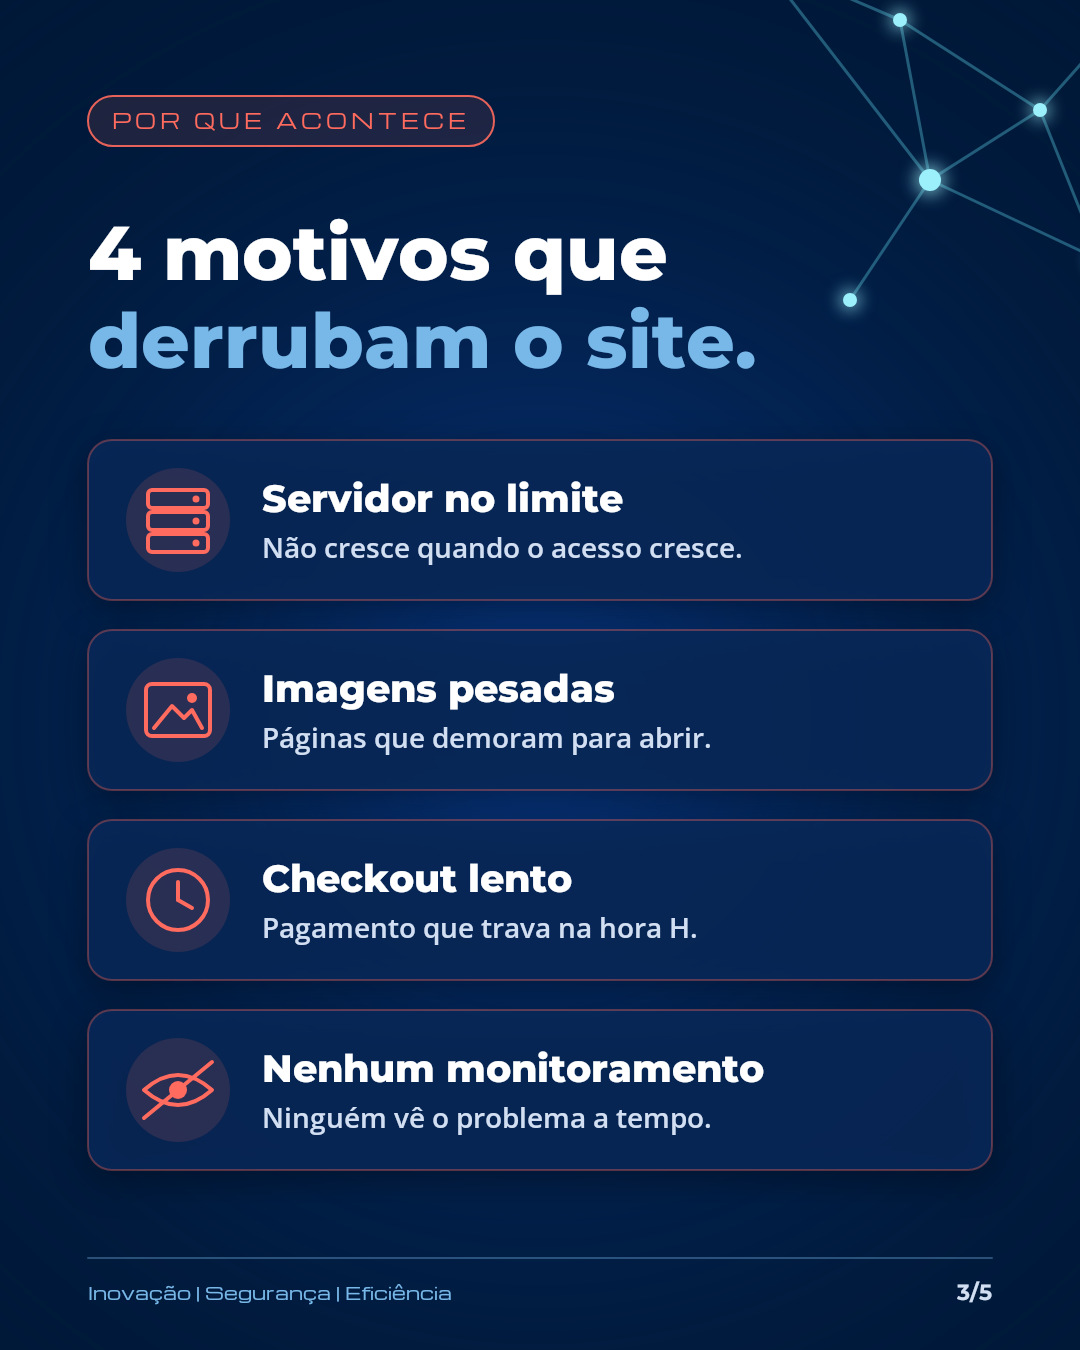 POR QUE ACONTECE
4 motivos que
derrubam o site.
Servidor no limite
Não cresce quando o acesso cresce.
Imagens pesadas
Páginas que demoram para abrir.
Checkout lento
Pagamento que trava na hora H.
Nenhum monitoramento
Ninguém vê o problema a tempo.
Inovação | Segurança | Eficiência
3/5